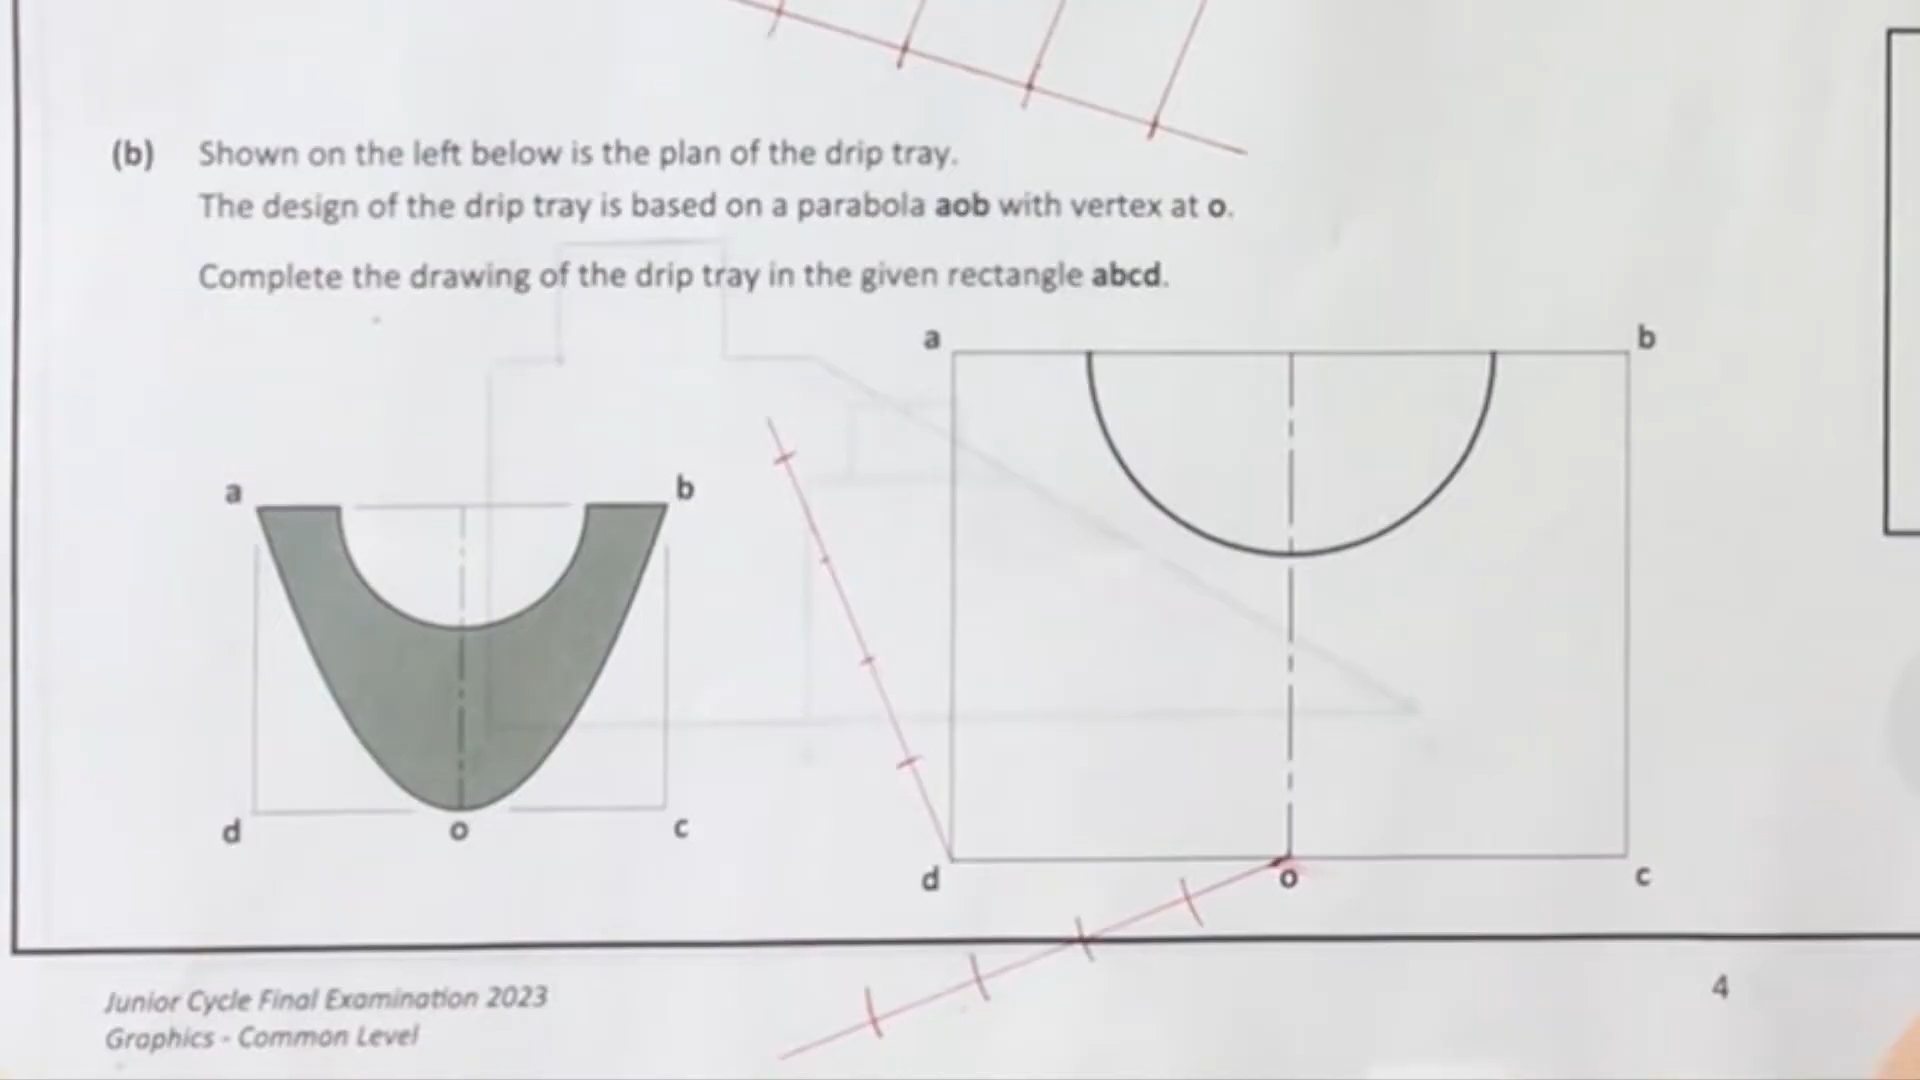 (b) Shown on the left below is the plan of the drip tray.
The design of the drip tray is based on a parabola aob with vertex at o.
Complete the drawing of the drip tray in the given rectangle abcd.
a b
a b
d o c
d o c
Junior Cycle Final Examination 2023
4
Graphics - Common Level